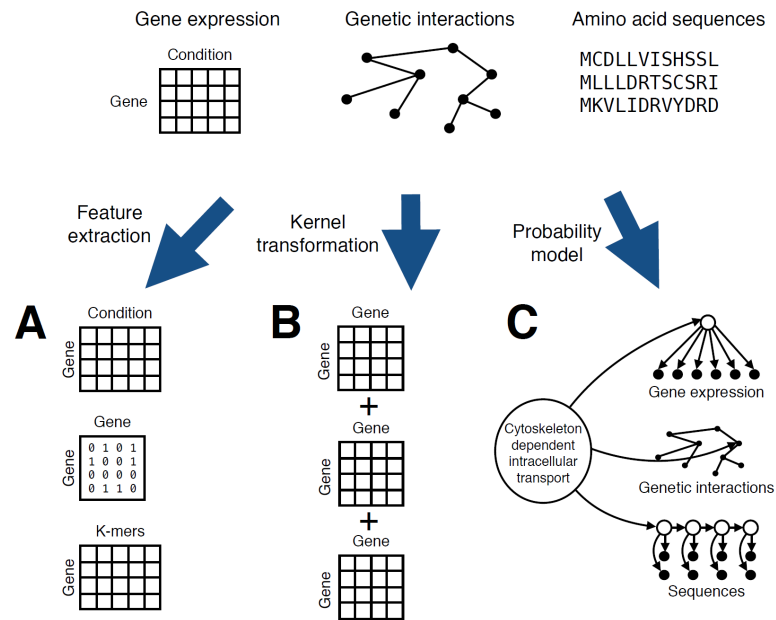 Gene expression
Genetic interactions
Amino acid sequences
Condition
Gene
MCDLLVISHSSL
MLLLDRTSCSRI
MKVLIDRVYDRD
Feature
extraction
Kernel
transformation
Probability
model
A
Condition
Gene
Gene
Gene
0 1 0 1
1 0 0 1
0 0 0 0
0 1 1 0
K-mers
Gene
B
Gene
Gene
+
Gene
Gene
+
Gene
Gene
C
Cytoskeleton
dependent
intracellular
transport
Gene expression
Genetic interactions
Sequences